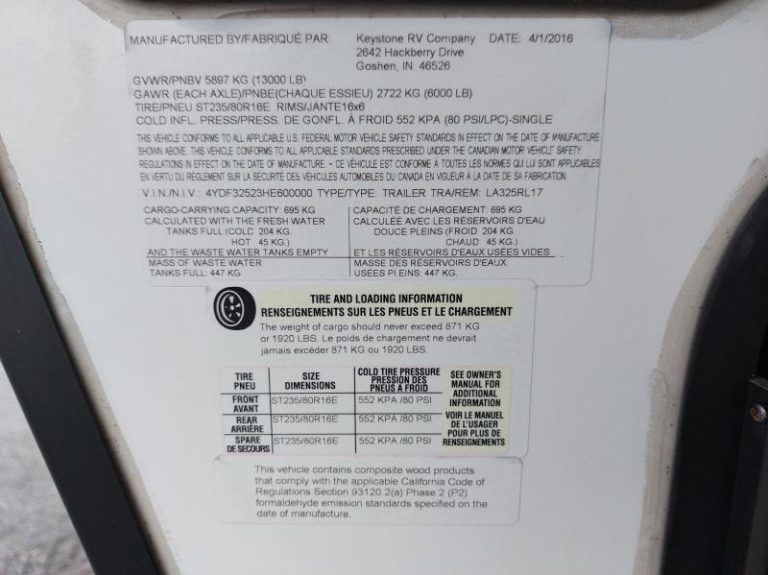 MANUFACTURED BY/FABRIQUÉ PAR: Keystone RV Company DATE: 4/1/2016
2642 Hackberry Drive
Goshen, IN 46526
GVWR/PNBV 5897 KG (13000 LB)
GAWR (EACH AXLE)/PNBE(CHAQUE ESSIEU) 2722 KG (6000 LB)
TIRE/PNEU ST235/80R16E RIMS/JANTE16x6
COLD INFL. PRESS/PRESS. DE GONFL. À FROID 552 KPA (80 PSI/LPC)-SINGLE
THIS VEHICLE CONFORMS TO ALL APPLICABLE U.S. FEDERAL MOTOR VEHICLE SAFETY STANDARDS IN EFFECT ON THE DATE OF MANUFACTURE
SHOWN ABOVE. THIS VEHICLE CONFORMS TO ALL APPLICABLE STANDARDS PRESCRIBED UNDER THE CANADIAN MOTOR VEHICLE SAFETY
REGULATIONS IN EFFECT ON THE DATE OF MANUFACTURE. ~ CE VÉHICULE EST CONFORME À TOUTES LES NORMES QUI LUI SONT APPLICABLES
EN VERTU DU RÈGLEMENT SUR LA SÉCURITÉ DES VÉHICULES AUTOMOBILES DU CANADA EN VIGUEUR À LA DATE DE SA FABRICATION.
V.I.N./N.I.V.: 4YDF32523HE600000 TYPE/TYPE: TRAILER TRA/REM: LA325RL17
CARGO-CARRYING CAPACITY: 695 KG
CALCULATED WITH THE FRESH WATER
TANKS FULL (COLD: 204 KG.
HOT: 45 KG.)
AND THE WASTE WATER TANKS EMPTY
MASS OF WASTE WATER
TANKS FULL: 447 KG
CAPACITÉ DE CHARGEMENT: 695 KG
CALCULÉE AVEC LES RÉSERVOIRS D'EAU
DOUCE PLEINS (FROID: 204 KG.
CHAUD: 45 KG.)
ET LES RÉSERVOIRS D'EAUX USÉES VIDES
MASSE DES RÉSERVOIRS D'EAUX
USÉES PLEINS: 447 KG.
TIRE AND LOADING INFORMATION
RENSEIGNEMENTS SUR LES PNEUS ET LE CHARGEMENT
The weight of cargo should never exceed 871 KG
or 1920 LBS. Le poids de chargement ne devrait
jamais excéder 871 KG ou 1920 LBS.
TIRE
PNEU
SIZE
DIMENSIONS
COLD TIRE PRESSURE
PRESSION DES
PNEUS A FROID
FRONT
AVANT
ST235/80R16E
552 KPA /80 PSI
REAR
ARRIÈRE
ST235/80R16E
552 KPA /80 PSI
SPARE
DE SECOURS
ST235/80R16E
552 KPA /80 PSI
SEE OWNER'S
MANUAL FOR
ADDITIONAL
INFORMATION
VOIR LE MANUEL
DE L'USAGER
POUR PLUS DE
RENSEIGNEMENTS
This vehicle contains composite wood products
that comply with the applicable California Code of
Regulations Section 93120.2(a) Phase 2 (P2)
formaldehyde emission standards specified on the
date of manufacture.